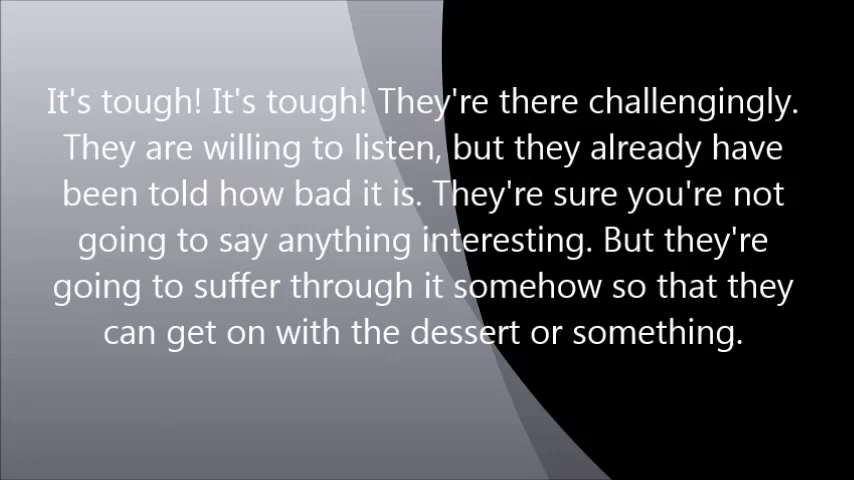 It's tough! It's tough! They're there challengingly.
They are willing to listen, but they already have
been told how bad it is. They're sure you're not
going to say anything interesting. But they're
going to suffer through it somehow so that they
can get on with the dessert or something.